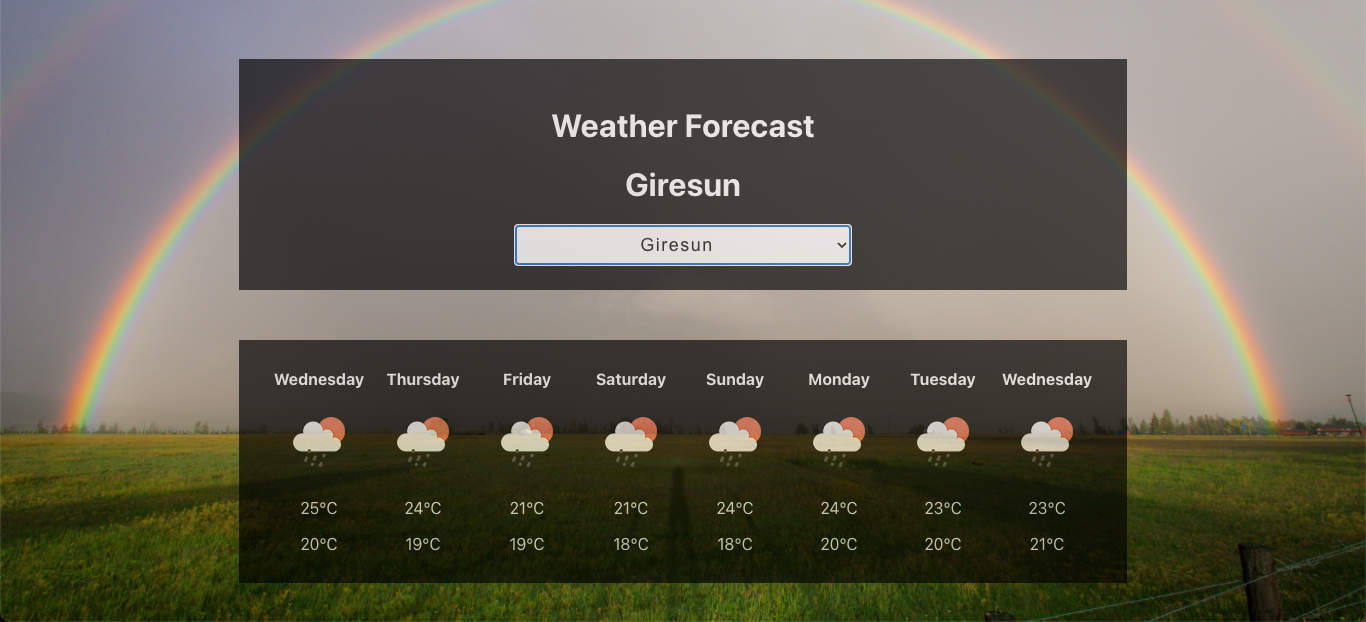 Weather Forecast
Giresun
Giresun
Wednesday Thursday Friday Saturday Sunday Monday Tuesday Wednesday
25°C 24°C 21°C 21°C 24°C 24°C 23°C 23°C
20°C 19°C 19°C 18°C 18°C 20°C 20°C 21°C